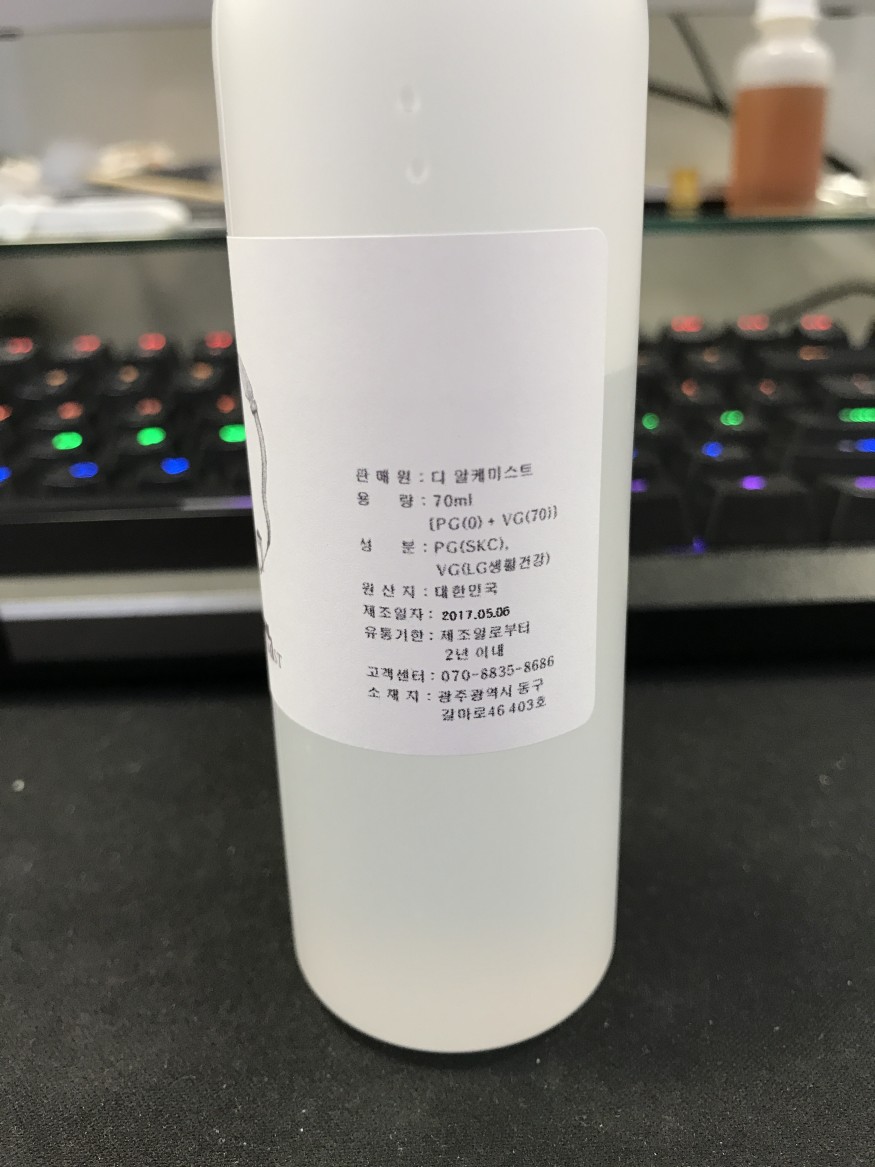 판매원 : 디 알케미스트
용 량 : 70ml
(PG(0) + VG(70))
성 분 : PG(SKC),
VG(LG생활건강)
원산지 : 대한민국
제조일자 : 2017.05.06
유통기한 : 제조일로부터
2년 이내
고객센터 : 070-8835-8686
소재지 : 광주광역시 동구
길마로46 403호